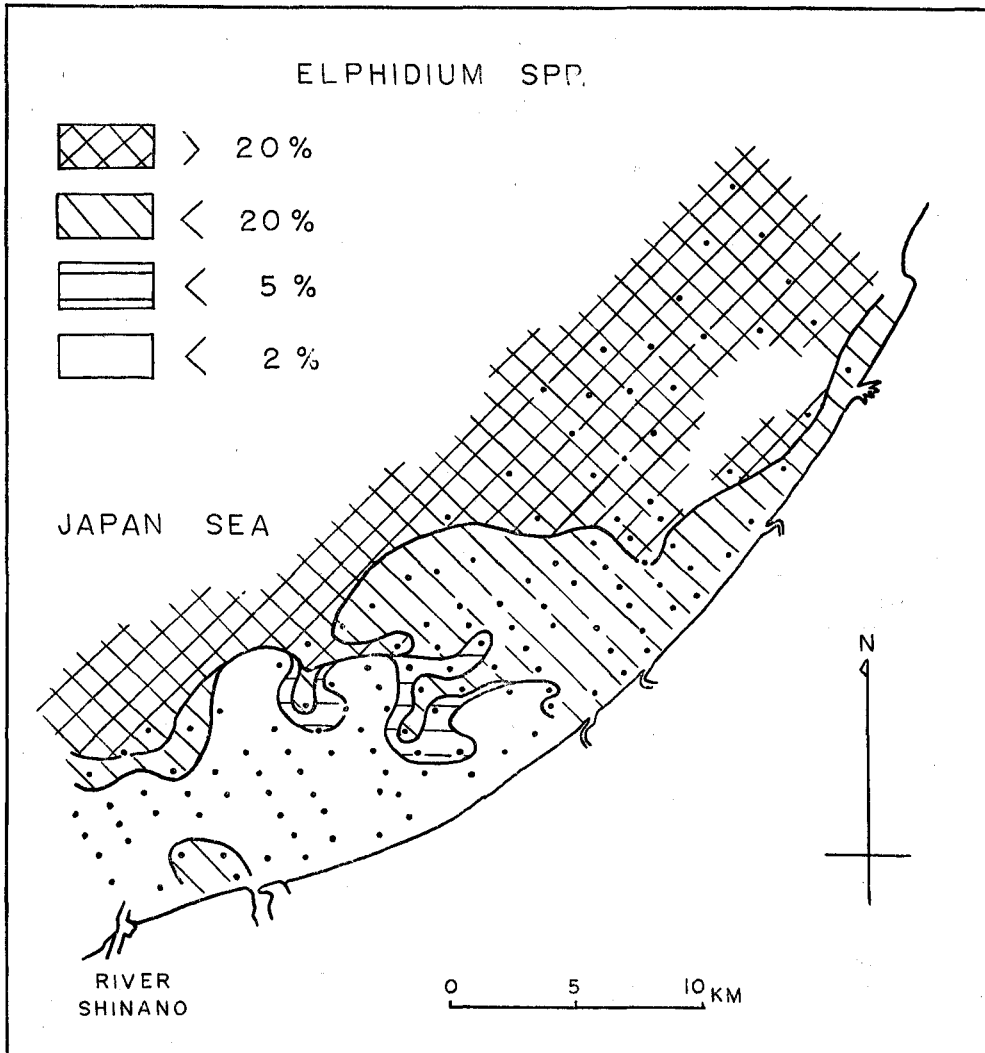 ELPHIDIUM SPP.
> 20%
< 20%
< 5%
< 2%
JAPAN SEA
N
RIVER
SHINANO
0 5 10 KM